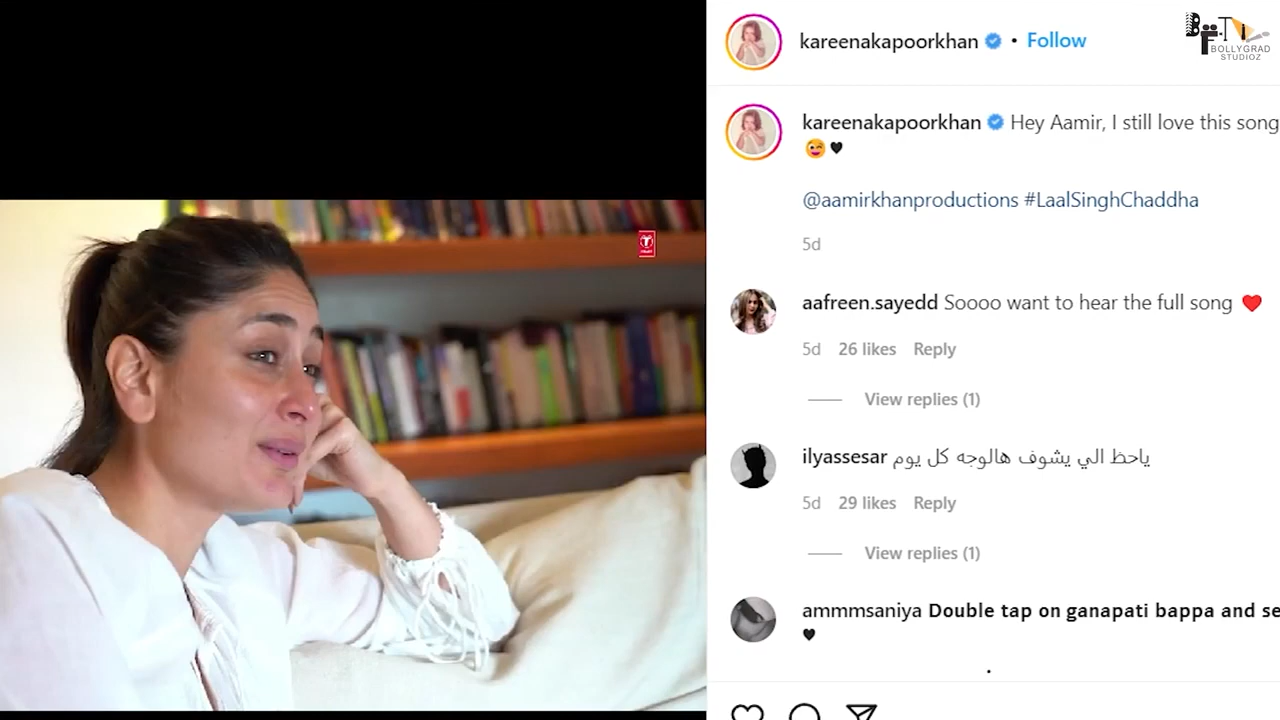 kareenakapoorkhan • Follow
BOLLYGRAD
STUDIOZ
kareenakapoorkhan Hey Aamir, I still love this song
😉🖤
@aamirkhanproductions #LaalSinghChaddha
5d
aafreen.sayedd Soooo want to hear the full song ❤️
5d 26 likes Reply
View replies (1)
ilyassesar ياحظ الي يشوف هالوجه كل يوم
5d 29 likes Reply
View replies (1)
ammmsaniya Double tap on ganapati bappa and se
🖤